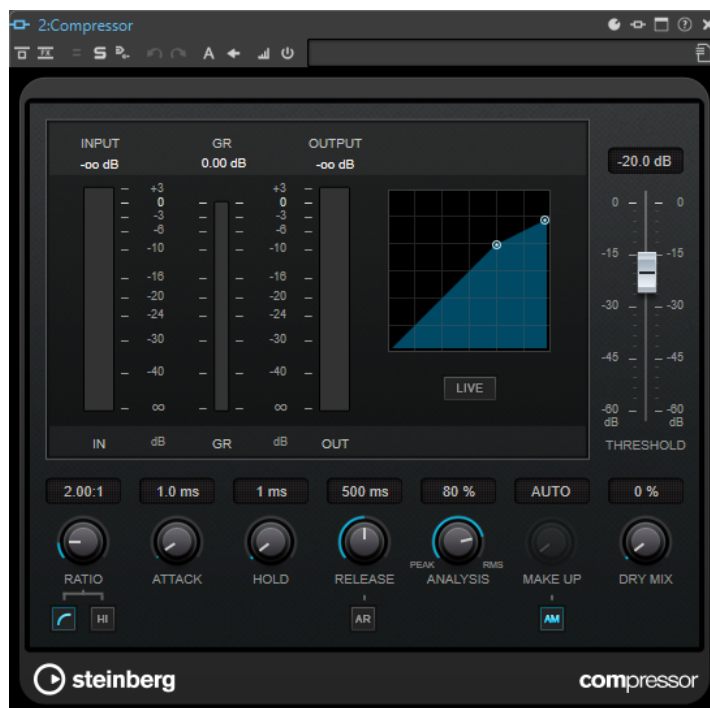 2:Compressor
A
INPUT GR OUTPUT
-oo dB 0.00 dB -oo dB
-20.0 dB
+3 +3
0 0
-3 -3
-6 -6
-10 -10
-16 -16
-20 -20
-24 -24
-30 -30
-40 -40
∞ ∞
IN dB GR dB OUT
LIVE
0 0
-15 -15
-30 -30
-45 -45
-60 -60
dB dB
THRESHOLD
2.00:1 1.0 ms 1 ms 500 ms 80 % AUTO 0 %
PEAK RMS
RATIO ATTACK HOLD RELEASE ANALYSIS MAKE UP DRY MIX
HI AR AM
steinberg compressor